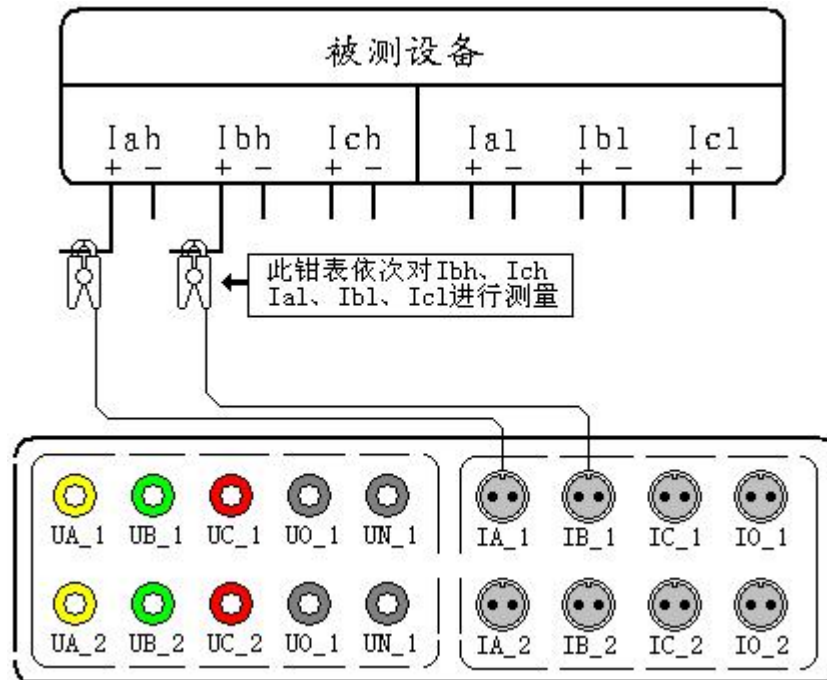 被测设备
Iah Ibh Ich Ial Ibl Icl
+ − + − + − + − + − + −
此钳表依次对Ibh、Ich
Ial、Ibl、Icl进行测量
UA_1 UB_1 UC_1 UO_1 UN_1 IA_1 IB_1 IC_1 IO_1
UA_2 UB_2 UC_2 UO_1 UN_1 IA_2 IB_2 IC_2 IO_2